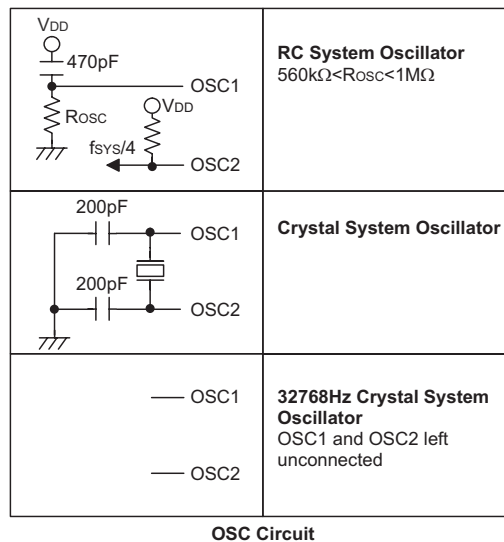 VDD
470pF
OSC1
ROSC
VDD
fSYS/4
OSC2
RC System Oscillator
560kΩ<ROSC<1MΩ
200pF
OSC1
200pF
OSC2
Crystal System Oscillator
OSC1
OSC2
32768Hz Crystal System
Oscillator
OSC1 and OSC2 left
unconnected
OSC Circuit